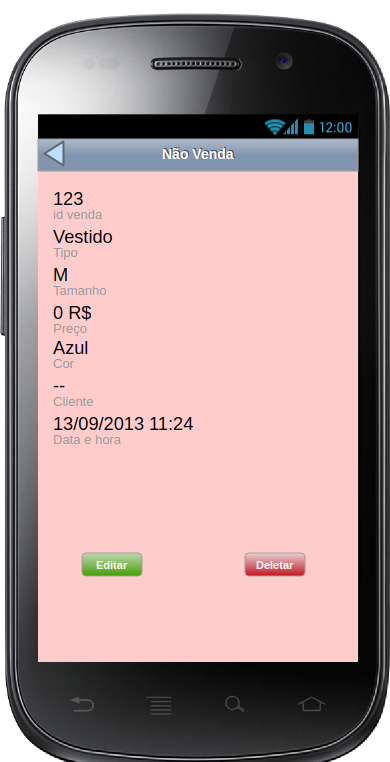 12:00
Não Venda
123
id venda
Vestido
Tipo
M
Tamanho
0 R$
Preço
Azul
Cor
--
Cliente
13/09/2013 11:24
Data e hora
Editar Deletar